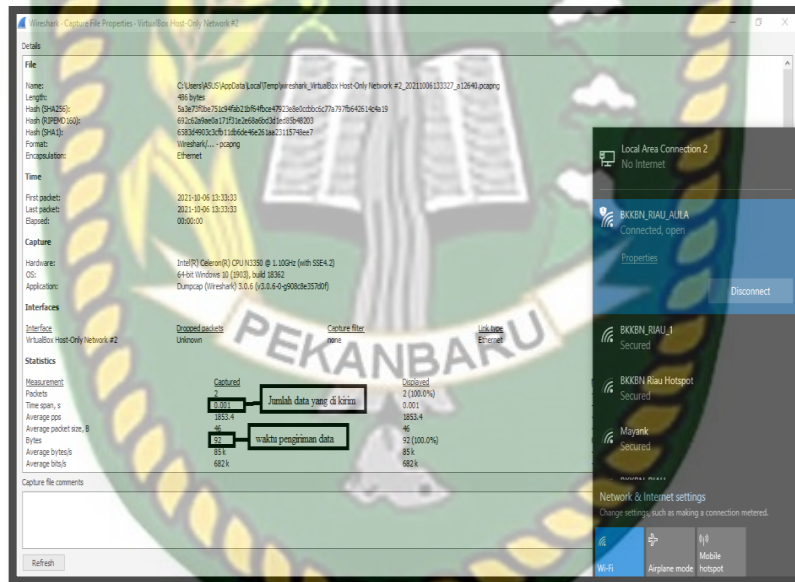 Wireshark - Capture File Properties - VirtualBox Host-Only Network #2
Details
File
Name: C:\Users\ASUS\AppData\Local\Temp\wireshark_VirtualBox Host-Only Network #2_20211006133327_a12640.pcapng
Length: 486 bytes
Hash (SHA256):
Hash (RIPEMD160):
Hash (SHA1):
Format: Wireshark/... - pcapng
Encapsulation: Ethernet
Time
First packet: 2021-10-06 13:33:33
Last packet: 2021-10-06 13:33:33
Elapsed: 00:00:00
Capture
Hardware: Intel(R) Celeron(R) CPU N3350 @ 1.10GHz (with SSE4.2)
OS: 64-bit Windows 10 (1903), build 18362
Application: Dumpcap (Wireshark) 3.0.6 (v3.0.6-0-g908c8e357d0f)
Interfaces
Interface Dropped packets Capture filter Link type
VirtualBox Host-Only Network #2 Unknown none Ethernet
Statistics
Measurement Captured Displayed
Packets 2 2 (100.0%)
Time span, s 0.001 0.001
Jumlah data yang di kirim
Average pps 1853.4 1853.4
Average packet size, B 46 46
Bytes 92 92 (100.0%)
waktu pengiriman data
Average bytes/s 85 k 85 k
Average bits/s 682 k 682 k
Capture file comments
Refresh
PEKANBARU
Local Area Connection 2
No Internet
BKKBN_RIAU_AULA
Connected, open
Properties
Disconnect
BKKBN_RIAU_1
Secured
BKKBN Riau Hotspot
Secured
Mayank
Secured
Network & Internet settings
Change settings, such as making a connection metered.
Wi-Fi
Airplane mode
Mobile hotspot